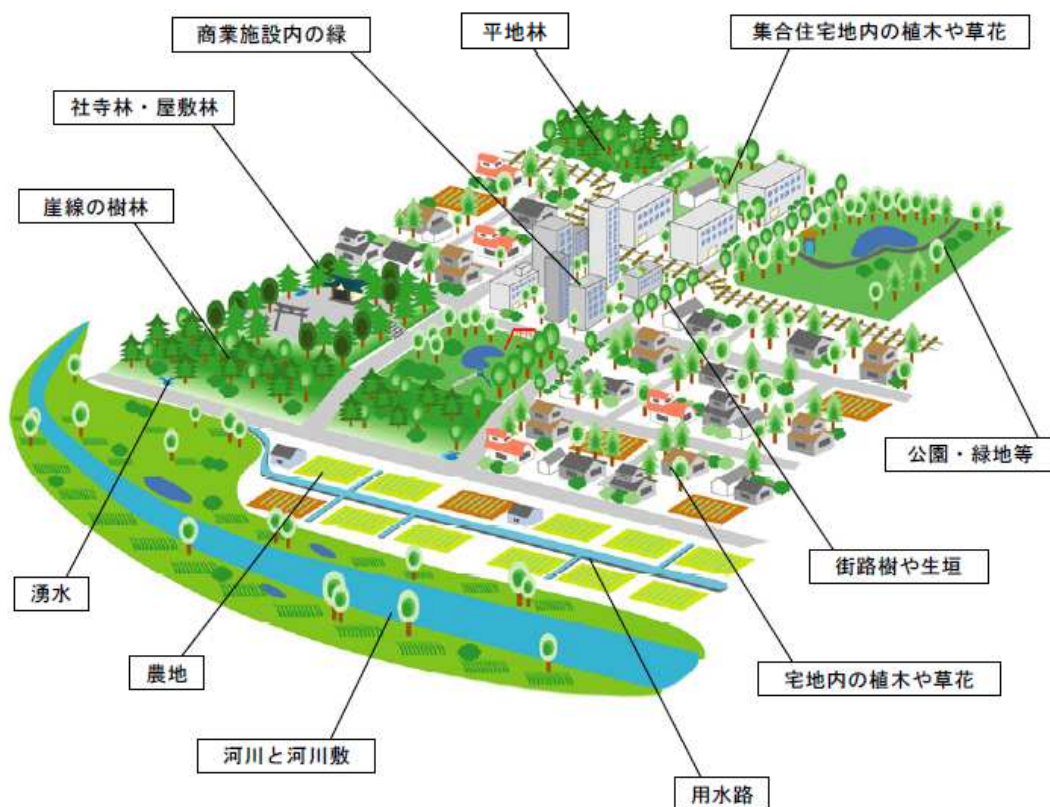 商業施設内の緑
平地林
集合住宅地内の植木や草花
社寺林・屋敷林
崖線の樹林
公園・緑地等
街路樹や生垣
湧水
農地
宅地内の植木や草花
河川と河川敷
用水路